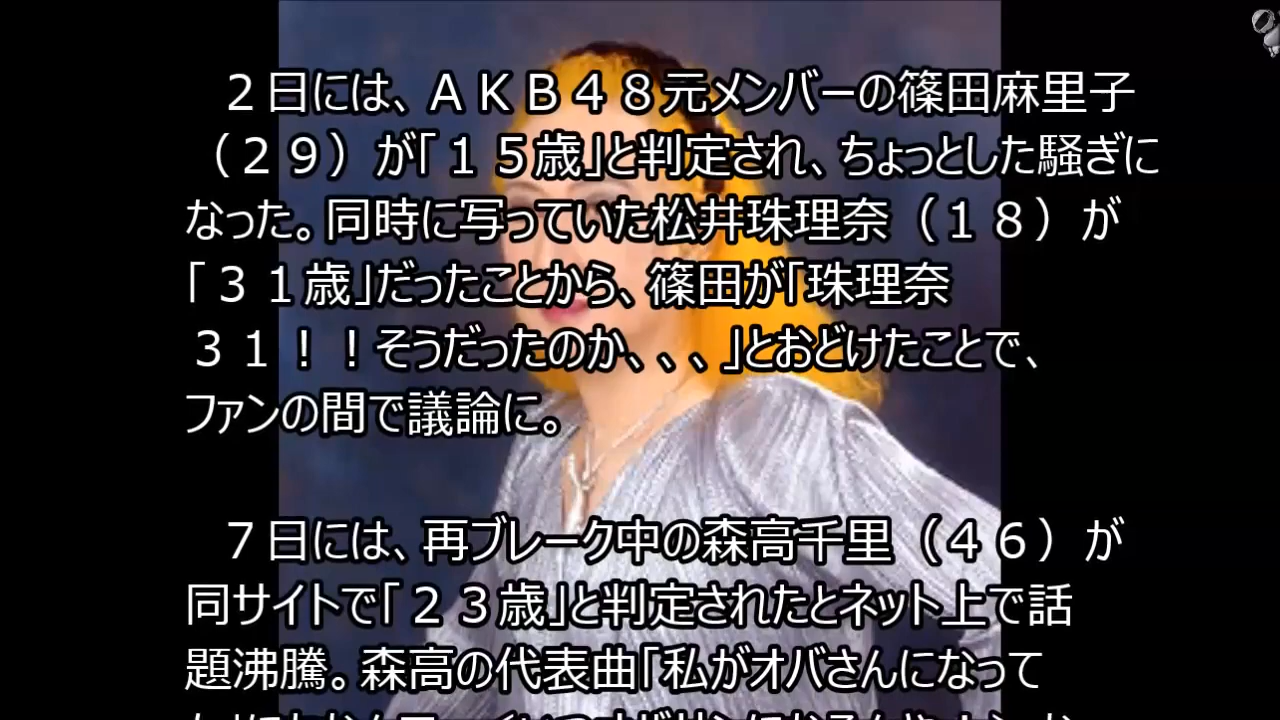 ２日には、ＡＫＢ４８元メンバーの篠田麻里子
（２９）が「１５歳」と判定され、ちょっとした騒ぎに
なった。同時に写っていた松井珠理奈（１８）が
「３１歳」だったことから、篠田が「珠理奈
３１！！そうだったのか、、、」とおどけたことで、
ファンの間で議論に。
７日には、再ブレーク中の森高千里（４６）が
同サイトで「２３歳」と判定されたとネット上で話
題沸騰。森高の代表曲「私がオバさんになって